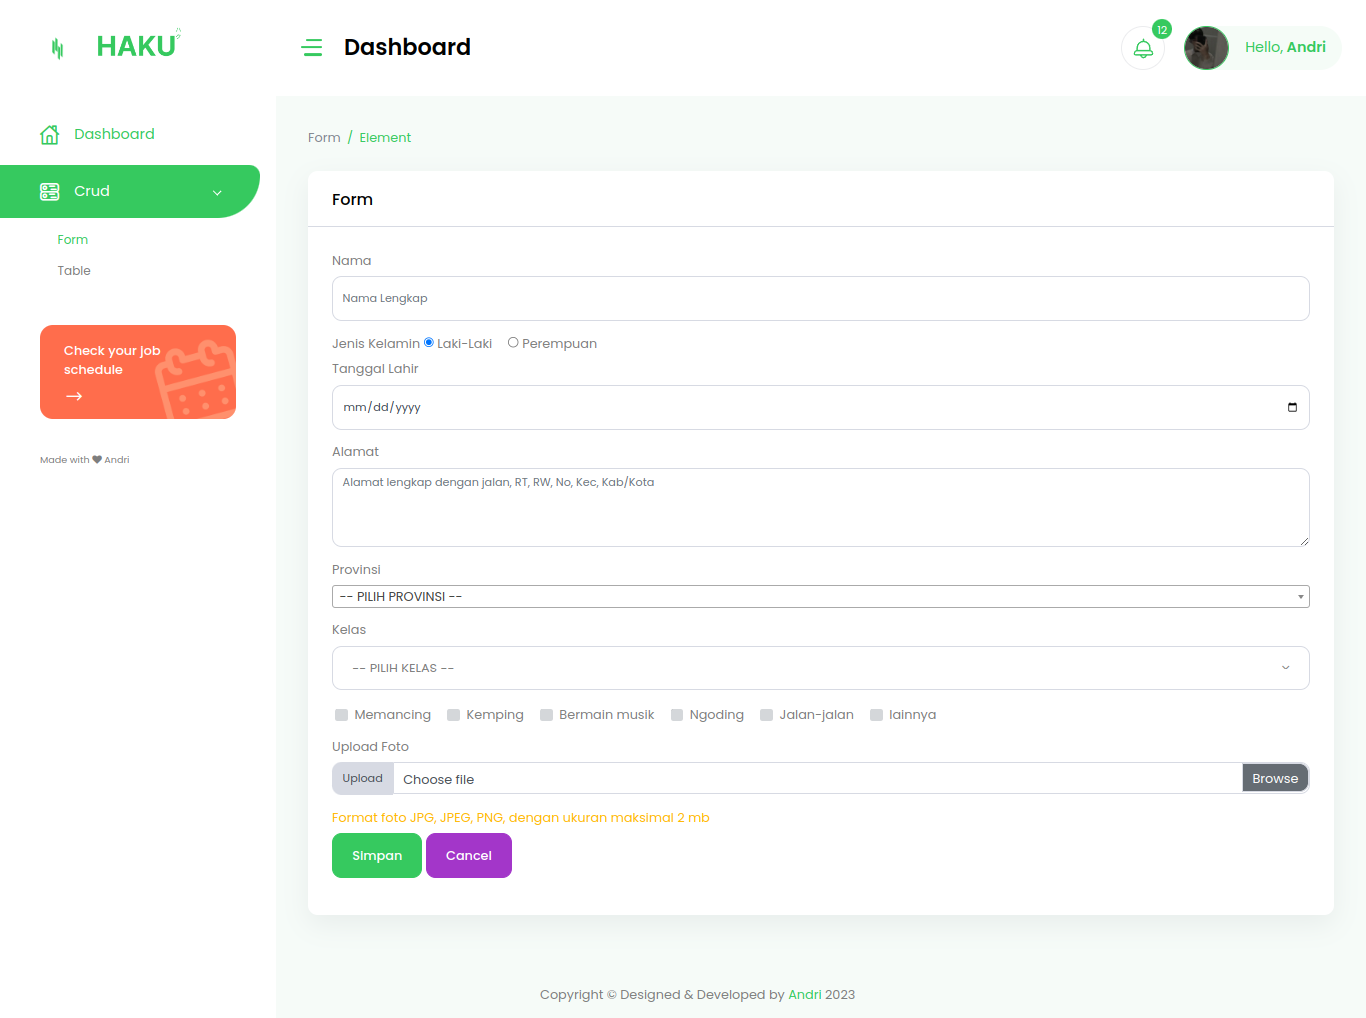 HAKU
ハク
Dashboard
12
Hello, Andri
Dashboard
Crud
Form
Table
Check your job
schedule
Made with ♥ Andri
Form / Element
Form
Nama
Nama Lengkap
Jenis Kelamin Laki-Laki Perempuan
Tanggal Lahir
mm/dd/yyyy
Alamat
Alamat lengkap dengan jalan, RT, RW, No, Kec, Kab/Kota
Provinsi
-- PILIH PROVINSI --
Kelas
-- PILIH KELAS --
Memancing Kemping Bermain musik Ngoding Jalan-jalan lainnya
Upload Foto
Upload Choose file Browse
Format foto JPG, JPEG, PNG, dengan ukuran maksimal 2 mb
SImpan Cancel
Copyright © Designed & Developed by Andri 2023